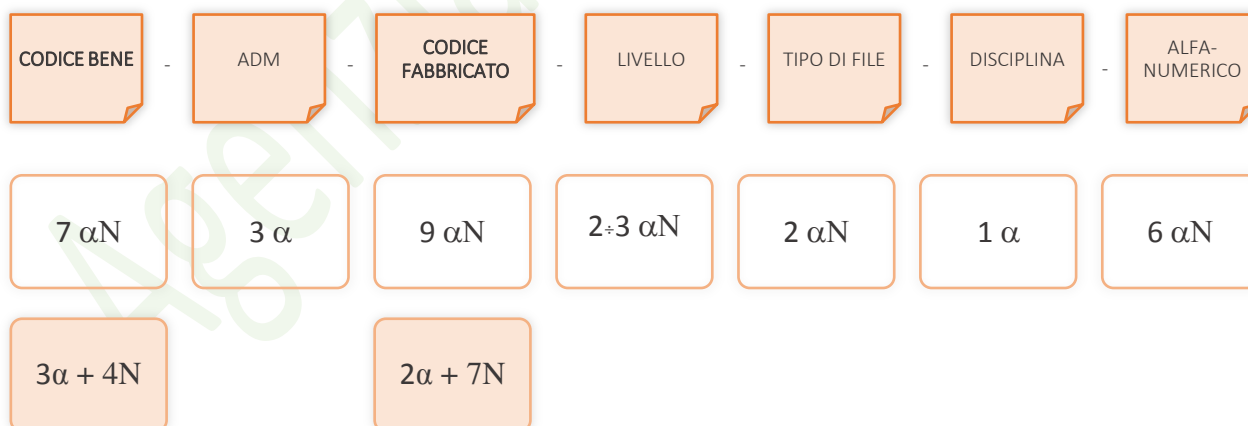 CODICE BENE - ADM - CODICE FABBRICATO - LIVELLO - TIPO DI FILE - DISCIPLINA - ALFA-NUMERICO
7 αN 3 α 9 αN 2÷3 αN 2 αN 1 α 6 αN
3α + 4N 2α + 7N